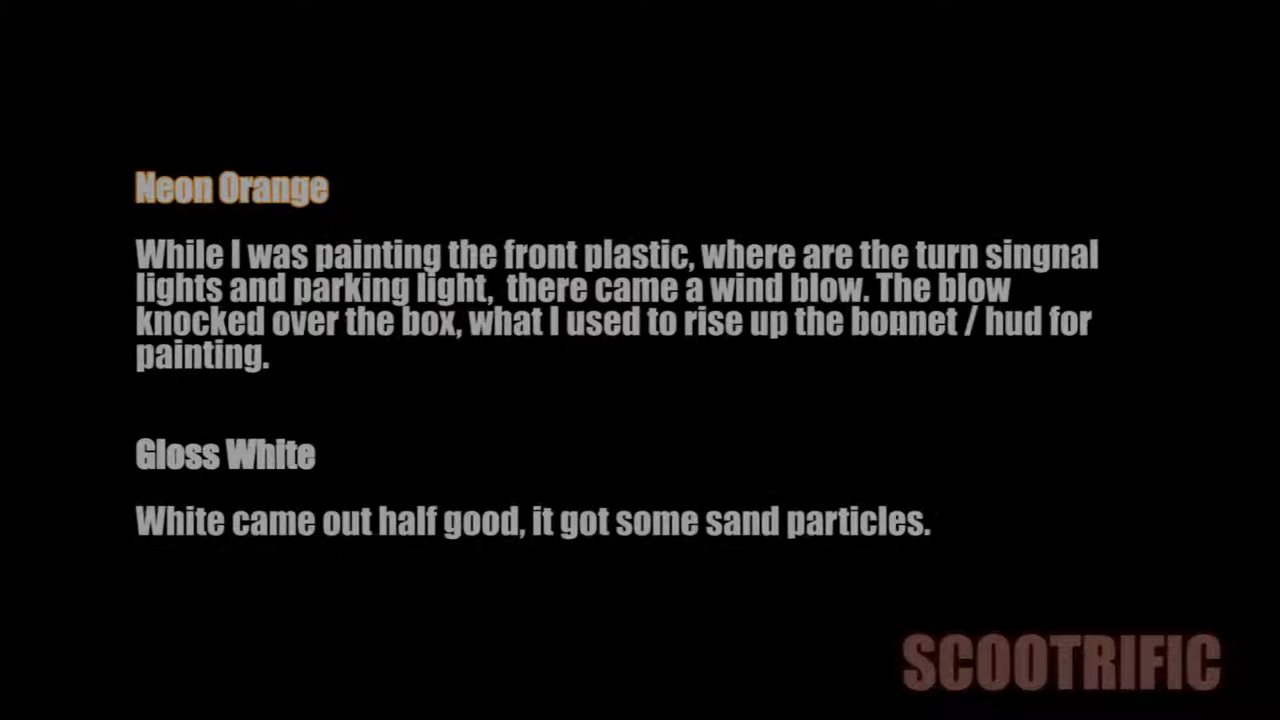 Neon Orange
While I was painting the front plastic, where are the turn singnal
lights and parking light,  there came a wind blow. The blow
knocked over the box, what I used to rise up the bonnet / hud for
painting.
Gloss White
White came out half good, it got some sand particles.
SCOOTRIFIC